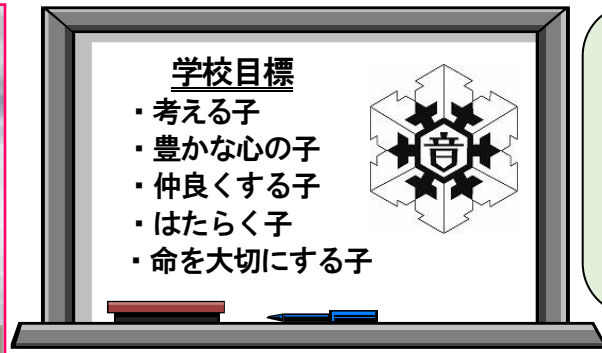 学校目標
・考える子
・豊かな心の子
・仲良くする子
・はたらく子
・命を大切にする子
音